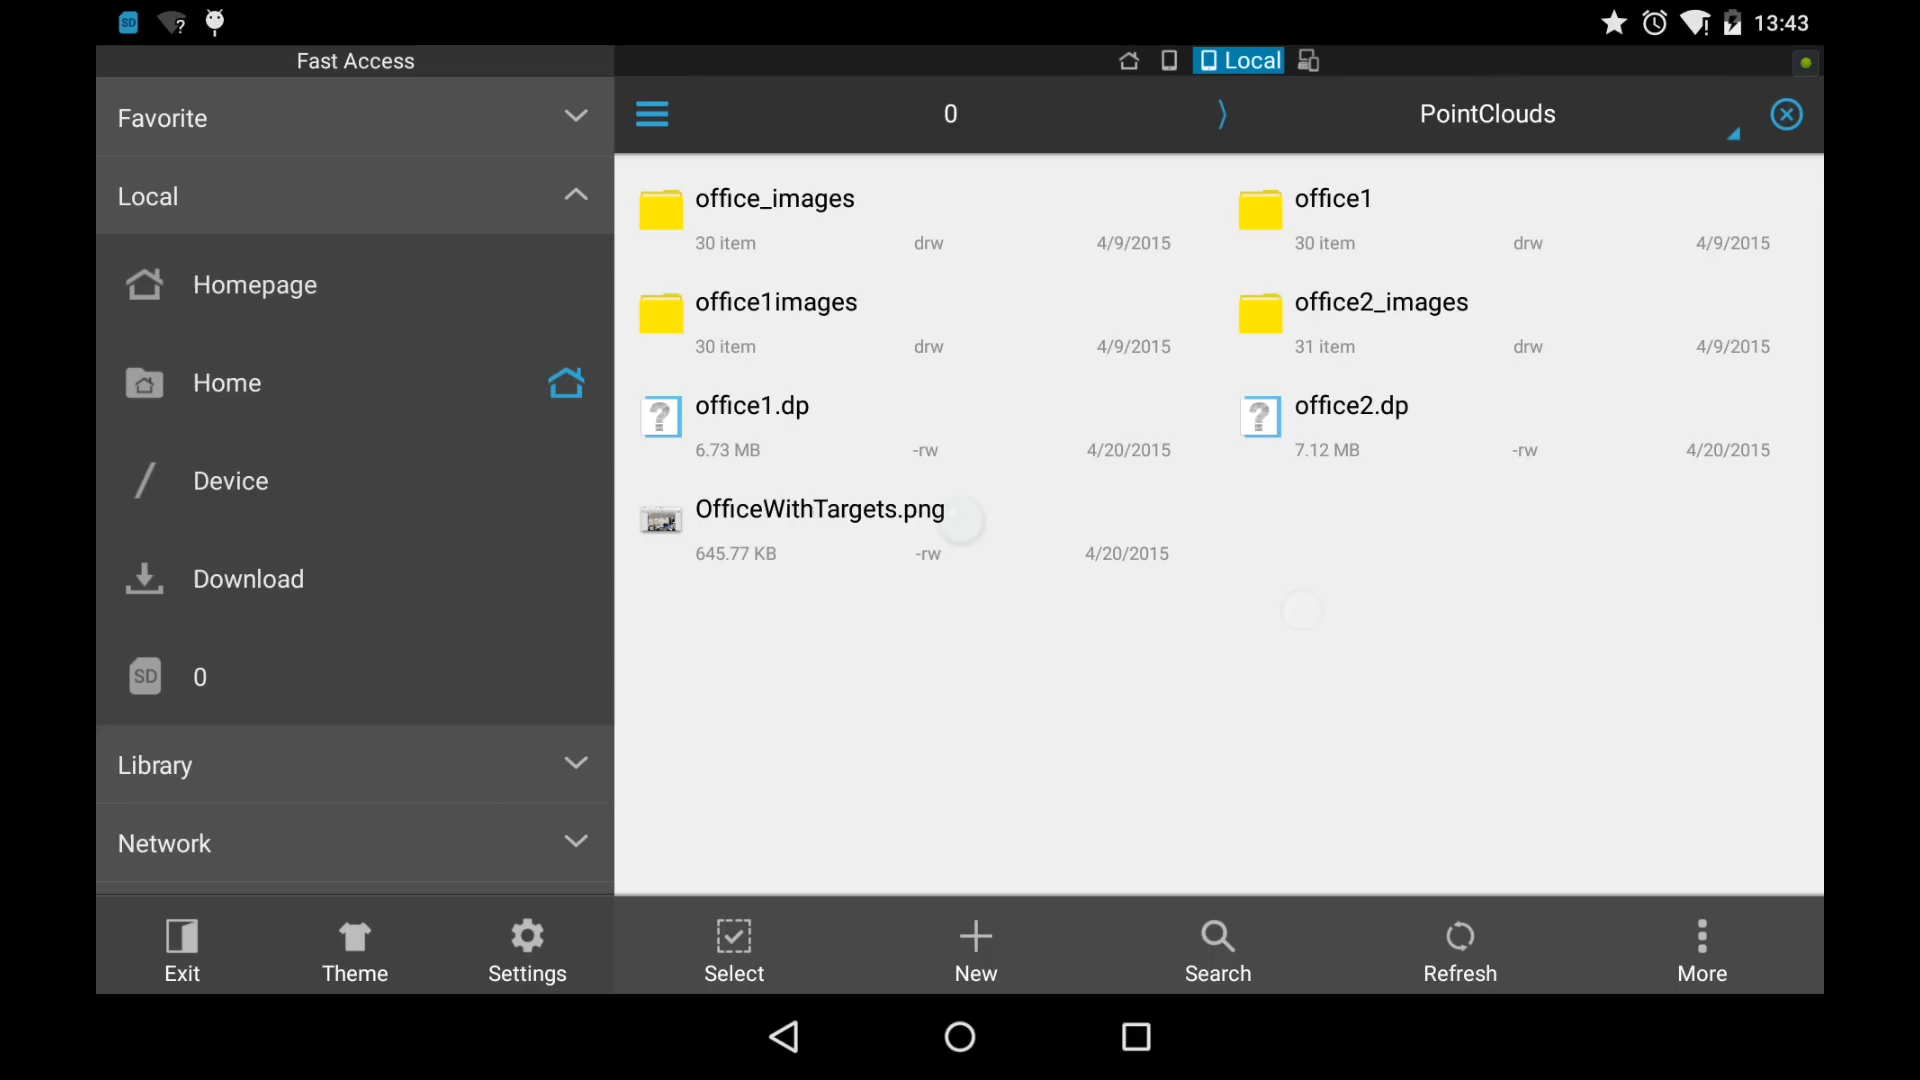 SD
?
13:43
Fast Access
Local
Favorite
0
PointClouds
Local
office_images
30 item drw 4/9/2015
office1
30 item drw 4/9/2015
Homepage
office1images
30 item drw 4/9/2015
office2_images
31 item drw 4/9/2015
Home
office1.dp
6.73 MB -rw 4/20/2015
office2.dp
7.12 MB -rw 4/20/2015
Device
OfficeWithTargets.png
645.77 KB -rw 4/20/2015
Download
SD 0
Library
Network
Exit Theme Settings Select New Search Refresh More